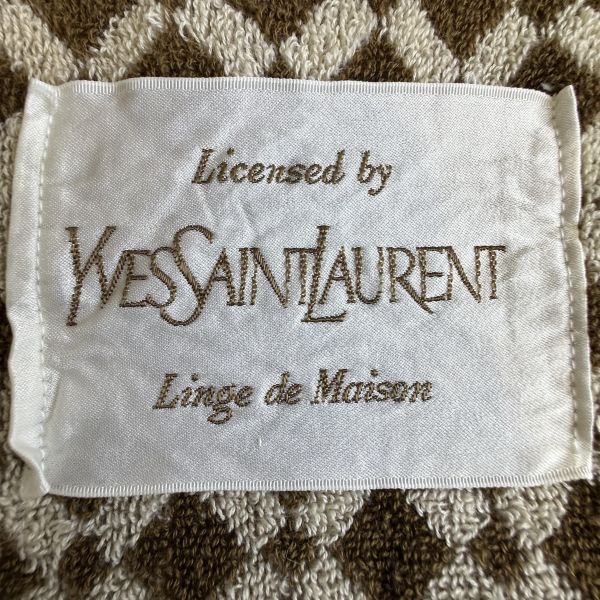 Licensed by
YVESSAINTLAURENT
Linge de Maison